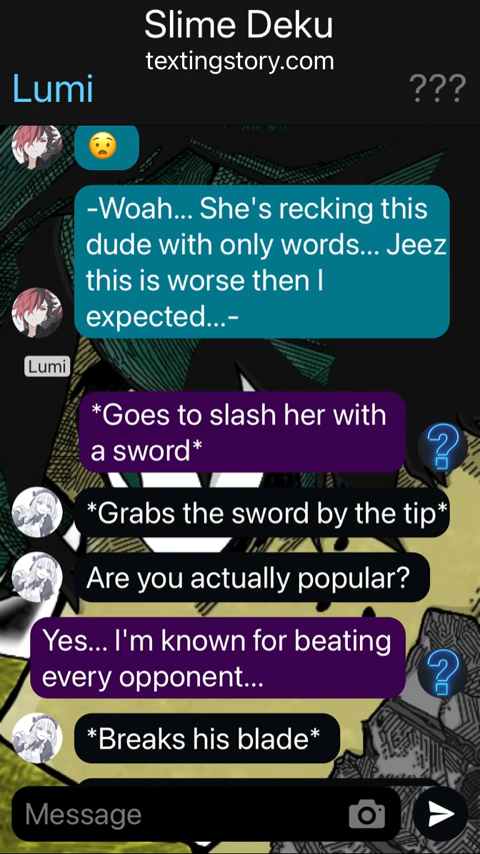 Slime Deku
textingstory.com
Lumi
???
😧
-Woah... She's recking this
dude with only words... Jeez
this is worse then I
expected...-
Lumi
*Goes to slash her with
a sword*
?
*Grabs the sword by the tip*
Are you actually popular?
Yes... I'm known for beating
every opponent...
?
*Breaks his blade*
Message